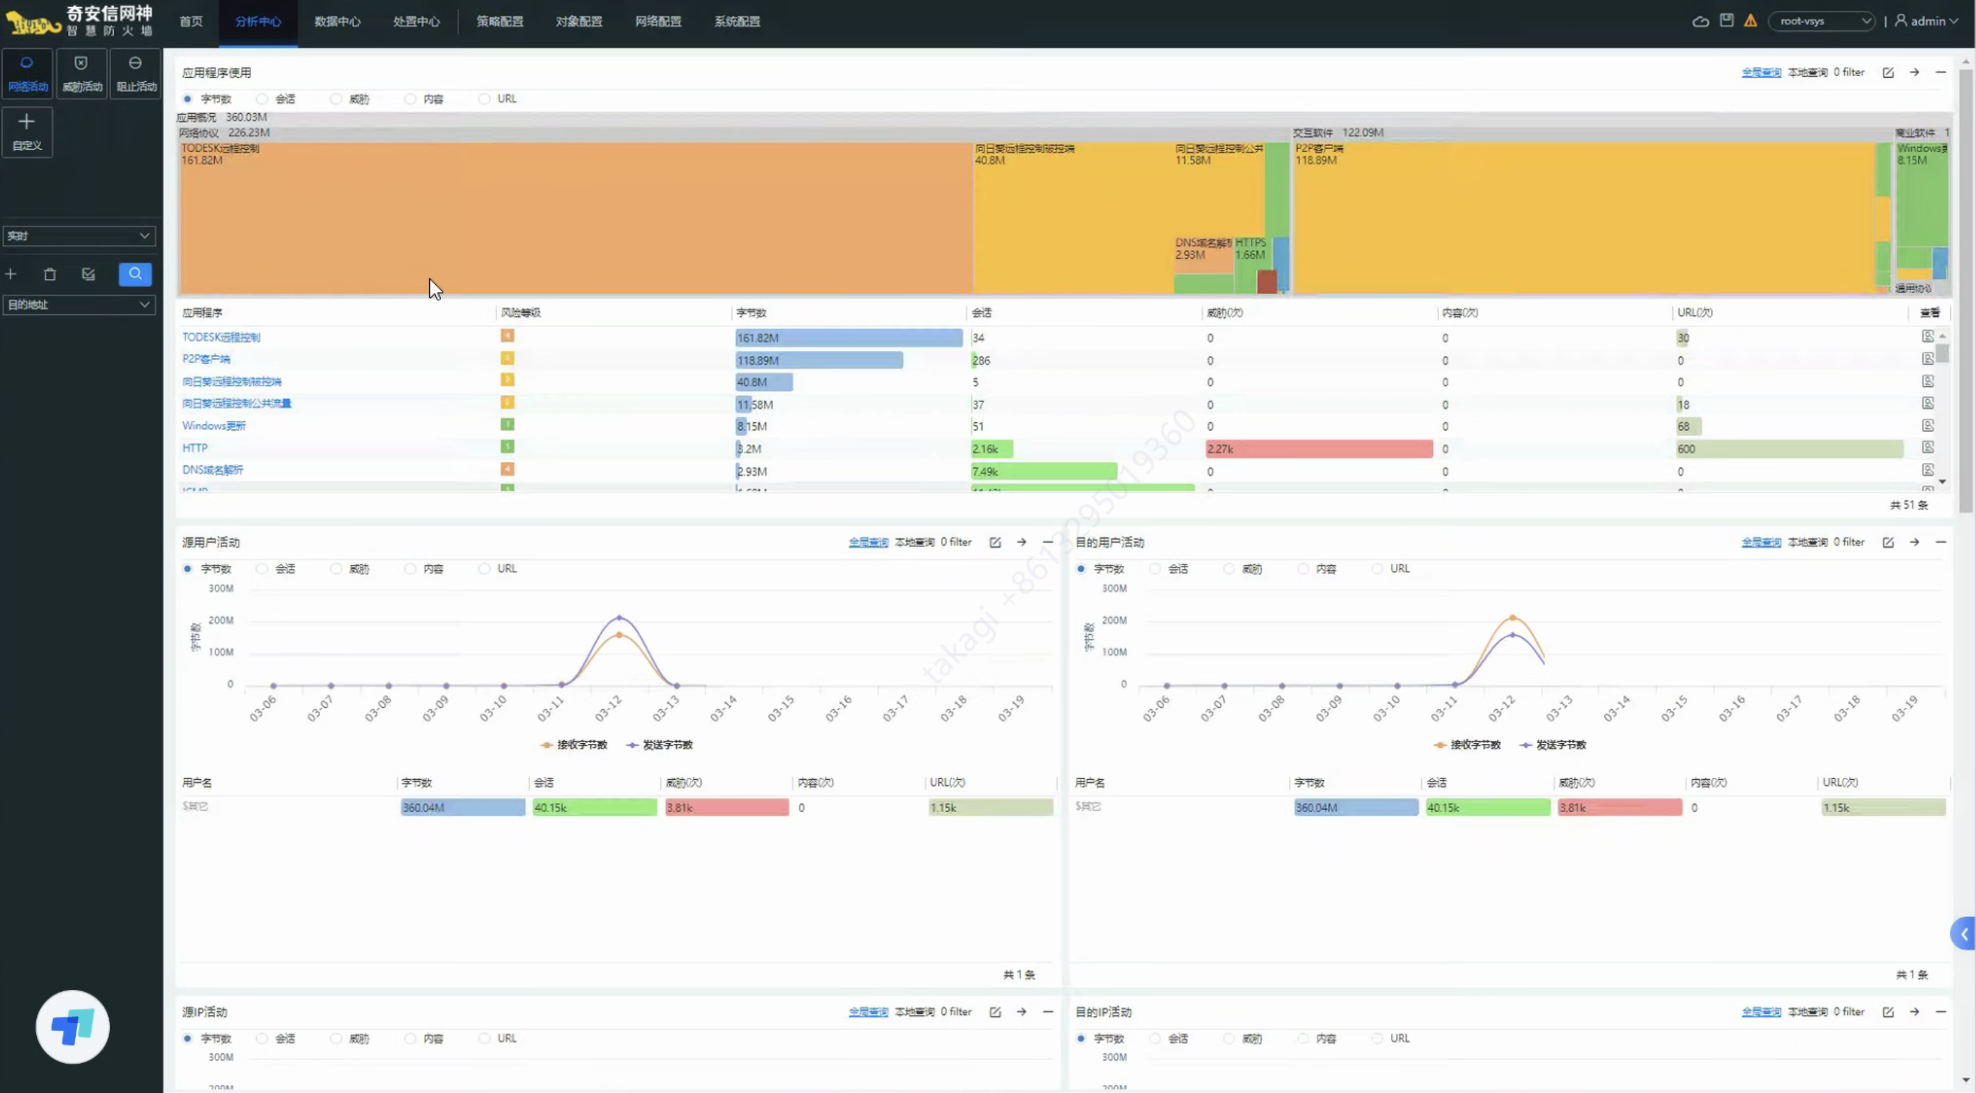 奇安信网神
智慧防火墙
首页 分析中心 数据中心 处置中心 策略配置 对象配置 网络配置 系统配置
root-vsys admin
网络活动 威胁活动 阻止活动
自定义
实时
目的地址
应用程序使用 全局查询 本地查询 0 filter
字节数 会话 威胁 内容 URL
应用概况 360.03M
网络协议 226.23M 交互软件 122.09M 商业软件 1
TODESK远程控制 向日葵远程控制被控端 向日葵远程控制公共 P2P客户端 Windows更
161.82M 40.8M 11.58M 118.89M 8.15M
DNS域名解析 HTTPS
2.93M 1.66M
通用协议
应用程序 风险等级 字节数 会话 威胁(次) 内容(次) URL(次) 查看
TODESK远程控制 4 161.82M 34 0 0 30
P2P客户端 118.89M 286 0 0 0
向日葵远程控制被控端 40.8M 5 0 0 0
向日葵远程控制公共流量 11.58M 37 0 0 18
Windows更新 1 8.15M 51 0 0 68
HTTP 1 3.2M 2.16k 2.27k 0 600
DNS域名解析 4 2.93M 7.49k 0 0 0
共 51 条
源用户活动 全局查询 本地查询 0 filter
字节数 会话 威胁 内容 URL
300M
200M
100M
0
字节数
03-06 03-07 03-08 03-09 03-10 03-11 03-12 03-13 03-14 03-15 03-16 03-17 03-18 03-19
接收字节数 发送字节数
用户名 字节数 会话 威胁(次) 内容(次) URL(次)
$其它 360.04M 40.15k 3.81k 0 1.15k
共 1 条
目的用户活动 全局查询 本地查询 0 filter
字节数 会话 威胁 内容 URL
300M
200M
100M
0
字节数
03-06 03-07 03-08 03-09 03-10 03-11 03-12 03-13 03-14 03-15 03-16 03-17 03-18 03-19
接收字节数 发送字节数
用户名 字节数 会话 威胁(次) 内容(次) URL(次)
$其它 360.04M 40.15k 3.81k 0 1.15k
共 1 条
源IP活动 全局查询 本地查询 0 filter
字节数 会话 威胁 内容 URL
300M
200M
目的IP活动 全局查询 本地查询 0 filter
字节数 会话 威胁 内容 URL
300M
takagi +8613295019360